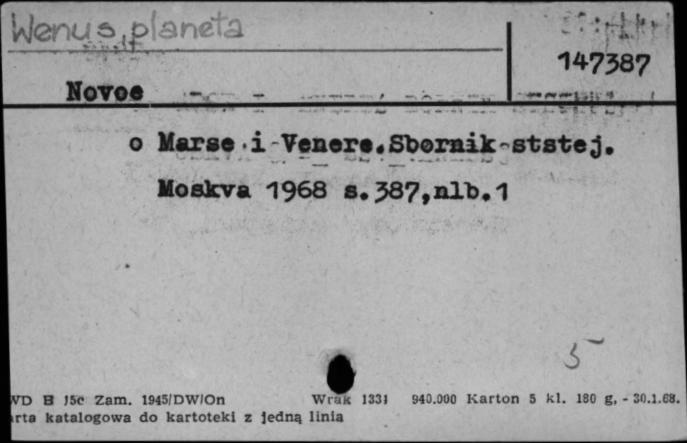 Wenus, planeta
147387
Novoe
o Marse i Venere.Sbornik ststej.
Moskva 1968 s.387,nlb.1
5
WD B 15c Zam. 1945/DW/On Wrak 1331 940.000 Karton 5 kl. 180 g, - 30.1.68.
arta katalogowa do kartoteki z jedną linia